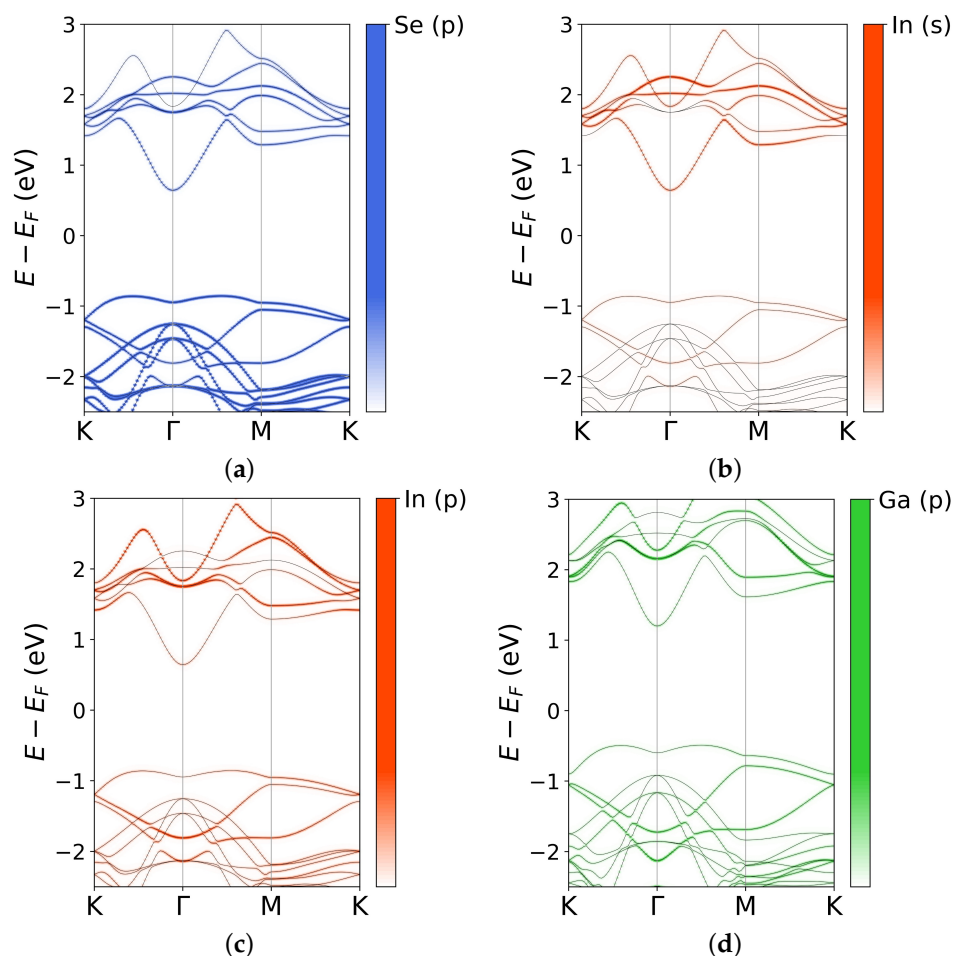 3
2
1
0
−1
−2
E − E_F (eV)
K Γ M K
Se (p)
(a)
3
2
1
0
−1
−2
E − E_F (eV)
K Γ M K
In (s)
(b)
3
2
1
0
−1
−2
E − E_F (eV)
K Γ M K
In (p)
(c)
3
2
1
0
−1
−2
E − E_F (eV)
K Γ M K
Ga (p)
(d)